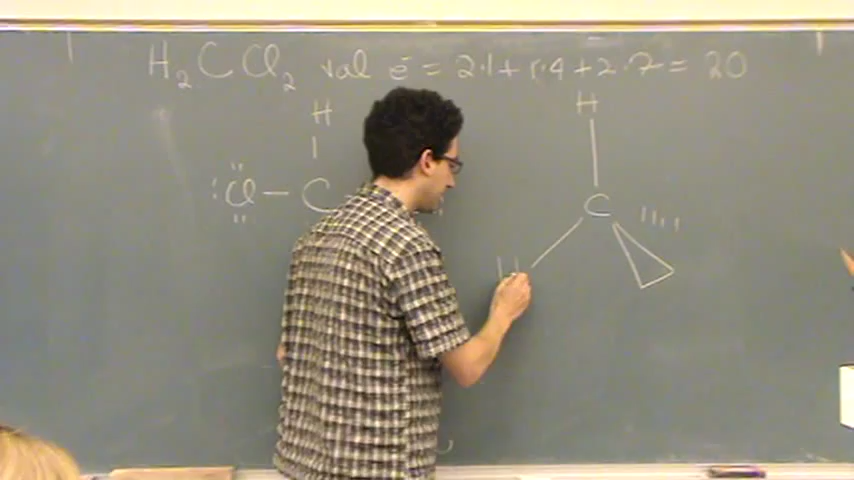 H₂CCl₂ val e⁻ = 2·1+1·4+2·7 = 20
H H
:Cl — C C
H